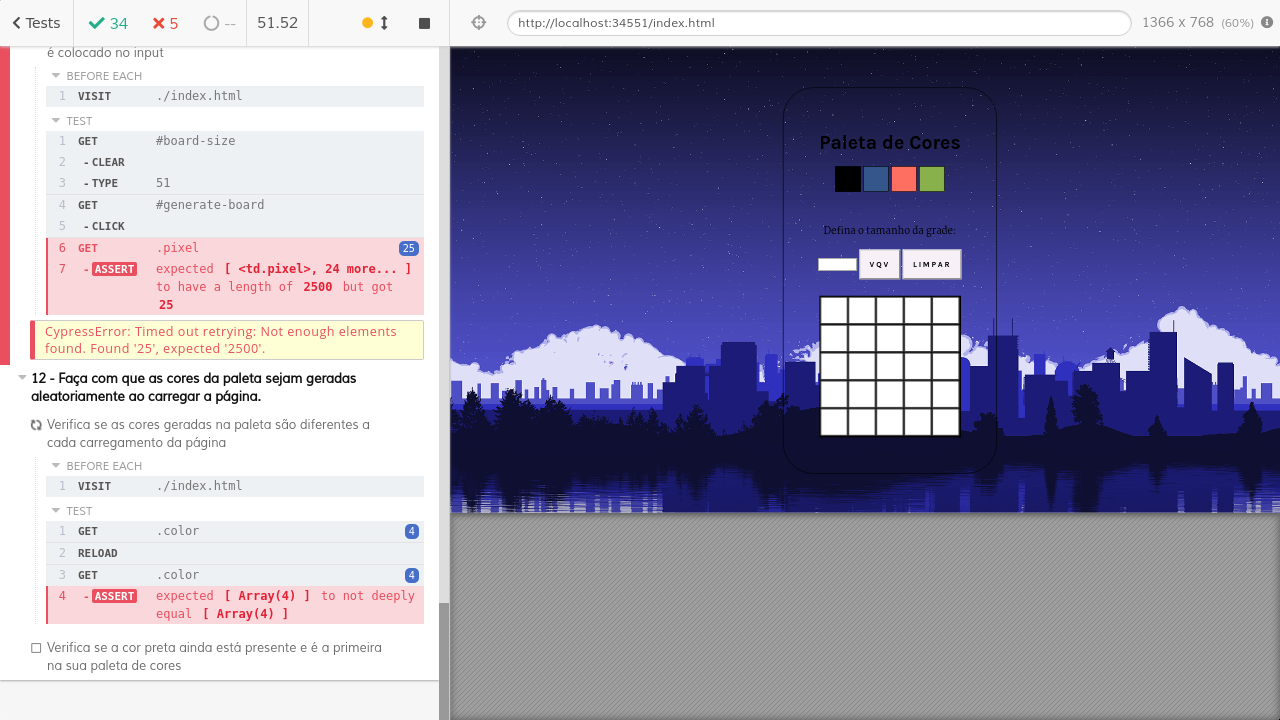 Tests
34
5
--
51.52
http://localhost:34551/index.html
1366 x 768 (60%)
é colocado no input
BEFORE EACH
1 VISIT ./index.html
TEST
1 GET #board-size
2 -CLEAR
3 -TYPE 51
4 GET #generate-board
5 -CLICK
6 GET .pixel 25
7 -ASSERT expected [ <td.pixel>, 24 more... ]
to have a length of 2500 but got
25
CypressError: Timed out retrying: Not enough elements
found. Found '25', expected '2500'.
12 - Faça com que as cores da paleta sejam geradas
aleatoriamente ao carregar a página.
Verifica se as cores geradas na paleta são diferentes a
cada carregamento da página
BEFORE EACH
1 VISIT ./index.html
TEST
1 GET .color 4
2 RELOAD
3 GET .color 4
4 -ASSERT expected [ Array(4) ] to not deeply
equal [ Array(4) ]
Verifica se a cor preta ainda está presente e é a primeira
na sua paleta de cores
Paleta de Cores
Defina o tamanho da grade:
VQV LIMPAR